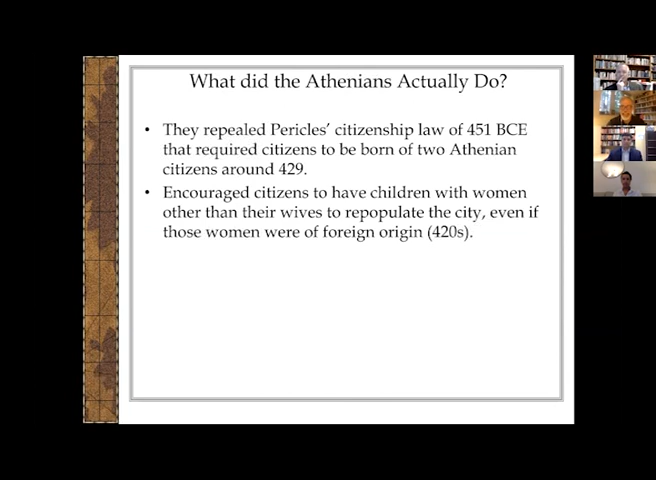 What did the Athenians Actually Do?
• They repealed Pericles' citizenship law of 451 BCE
that required citizens to be born of two Athenian
citizens around 429.
• Encouraged citizens to have children with women
other than their wives to repopulate the city, even if
those women were of foreign origin (420s).